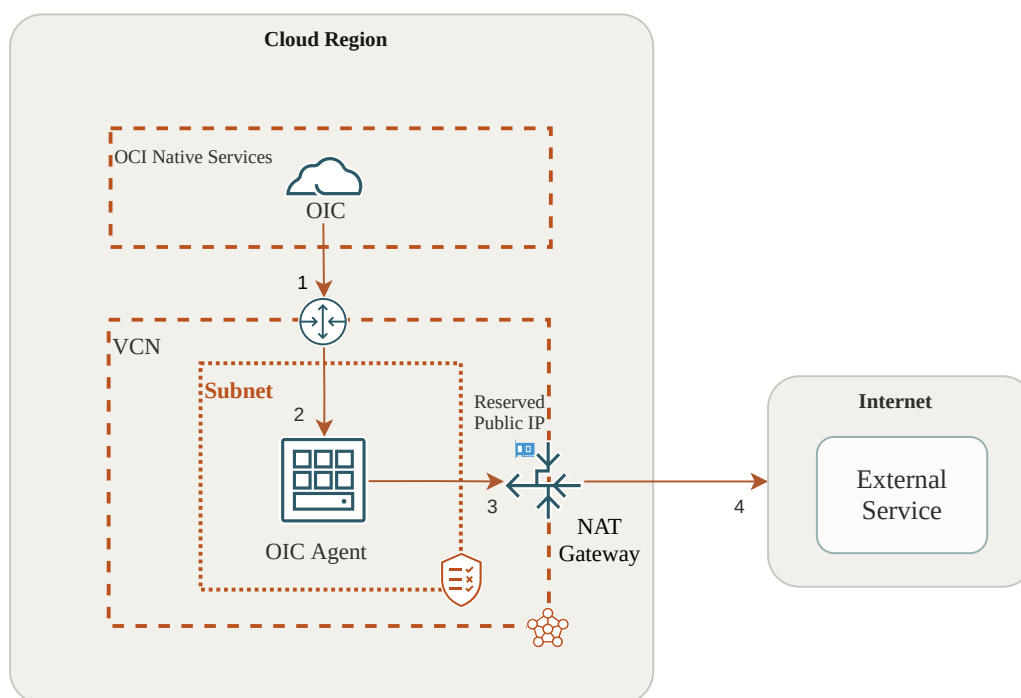 Cloud Region
OCI Native Services
OIC
1
VCN
Subnet
2
Reserved
Public IP
3
OIC Agent
NAT
Gateway
4
Internet
External
Service